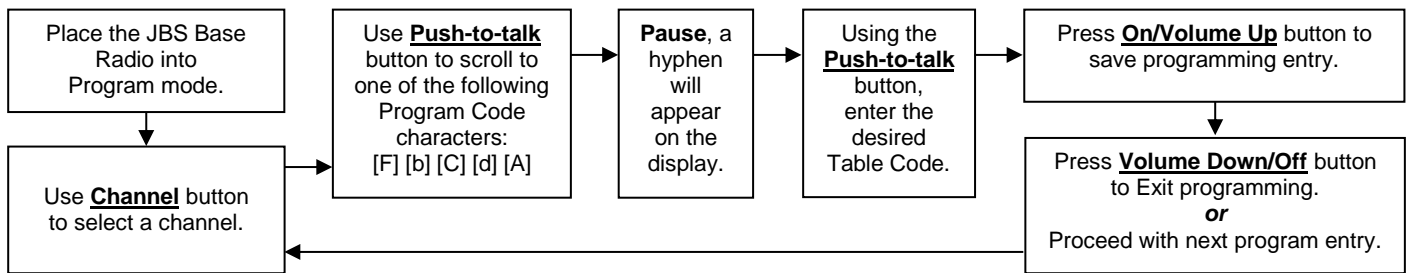 Place the JBS Base
Radio into
Program mode.
Use Channel button
to select a channel.
Use Push-to-talk
button to scroll to
one of the following
Program Code
characters:
[F] [b] [C] [d] [A]
Pause, a
hyphen
will
appear
on the
display.
Using the
Push-to-talk
button,
enter the
desired
Table Code.
Press On/Volume Up button to
save programming entry.
Press Volume Down/Off button
to Exit programming.
or
Proceed with next program entry.